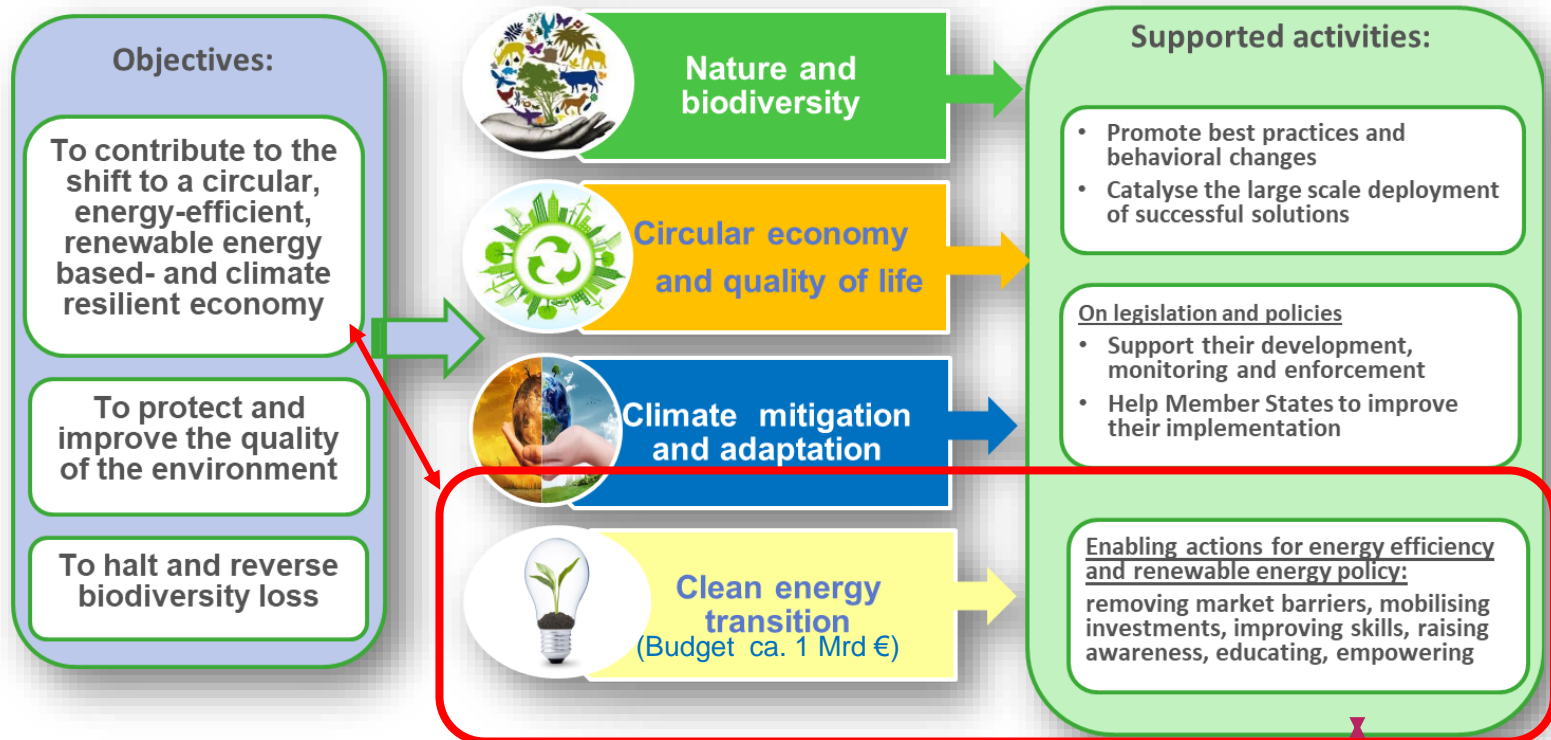 Objectives:
To contribute to the
shift to a circular,
energy-efficient,
renewable energy
based- and climate
resilient economy
To protect and
improve the quality
of the environment
To halt and reverse
biodiversity loss
Nature and
biodiversity
Circular economy
and quality of life
Climate mitigation
and adaptation
Clean energy
transition
(Budget ca. 1 Mrd €)
Supported activities:
• Promote best practices and
behavioral changes
• Catalyse the large scale deployment
of successful solutions
On legislation and policies
• Support their development,
monitoring and enforcement
• Help Member States to improve
their implementation
Enabling actions for energy efficiency
and renewable energy policy:
removing market barriers, mobilising
investments, improving skills, raising
awareness, educating, empowering